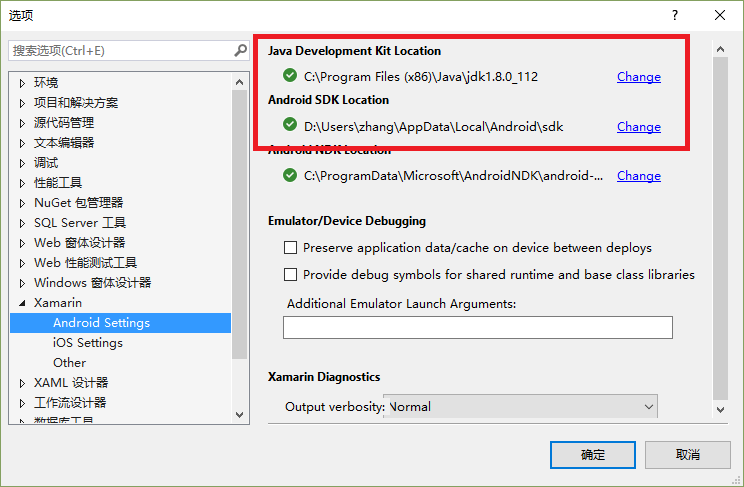 选项
搜索选项(Ctrl+E)
环境
项目和解决方案
源代码管理
文本编辑器
调试
性能工具
NuGet 包管理器
SQL Server 工具
Web 窗体设计器
Web 性能测试工具
Windows 窗体设计器
Xamarin
Android Settings
iOS Settings
Other
XAML 设计器
工作流设计器
数据库工具
Java Development Kit Location
C:\Program Files (x86)\Java\jdk1.8.0_112 Change
Android SDK Location
D:\Users\zhang\AppData\Local\Android\sdk Change
Android NDK Location
C:\ProgramData\Microsoft\AndroidNDK\android-... Change
Emulator/Device Debugging
Preserve application data/cache on device between deploys
Provide debug symbols for shared runtime and base class libraries
Additional Emulator Launch Arguments:
Xamarin Diagnostics
Output verbosity: Normal
确定 取消